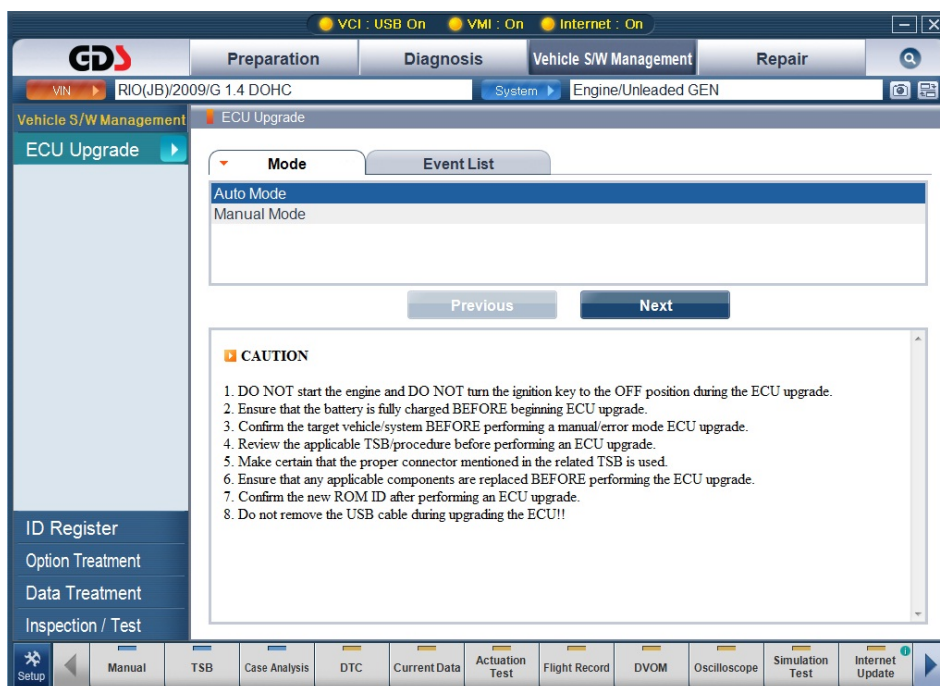 VCI : USB On VMI : On Internet : On
GDS Preparation Diagnosis Vehicle S/W Management Repair
VIN RIO(JB)/2009/G 1.4 DOHC System Engine/Unleaded GEN
Vehicle S/W Management
ECU Upgrade
ECU Upgrade
Mode Event List
Auto Mode
Manual Mode
Previous Next
CAUTION
1. DO NOT start the engine and DO NOT turn the ignition key to the OFF position during the ECU upgrade.
2. Ensure that the battery is fully charged BEFORE beginning ECU upgrade.
3. Confirm the target vehicle/system BEFORE performing a manual/error mode ECU upgrade.
4. Review the applicable TSB/procedure before performing an ECU upgrade.
5. Make certain that the proper connector mentioned in the related TSB is used.
6. Ensure that any applicable components are replaced BEFORE performing the ECU upgrade.
7. Confirm the new ROM ID after performing an ECU upgrade.
8. Do not remove the USB cable during upgrading the ECU!!
ID Register
Option Treatment
Data Treatment
Inspection / Test
Setup Manual TSB Case Analysis DTC Current Data Actuation Test Flight Record DVOM Oscilloscope Simulation Test Internet Update